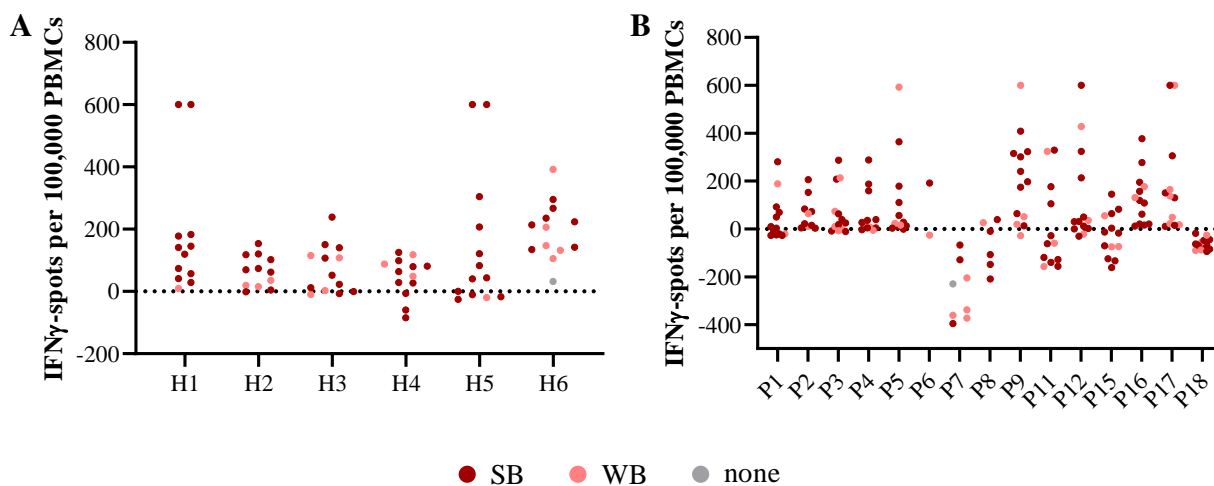 A
IFNγ-spots per 100,000 PBMCs
800
600
400
200
0
-200
H1 H2 H3 H4 H5 H6
B
IFNγ-spots per 100,000 PBMCs
800
600
400
200
0
-200
-400
P1 P2 P3 P4 P5 P6 P7 P8 P9 P11 P12 P15 P16 P17 P18
SB WB none